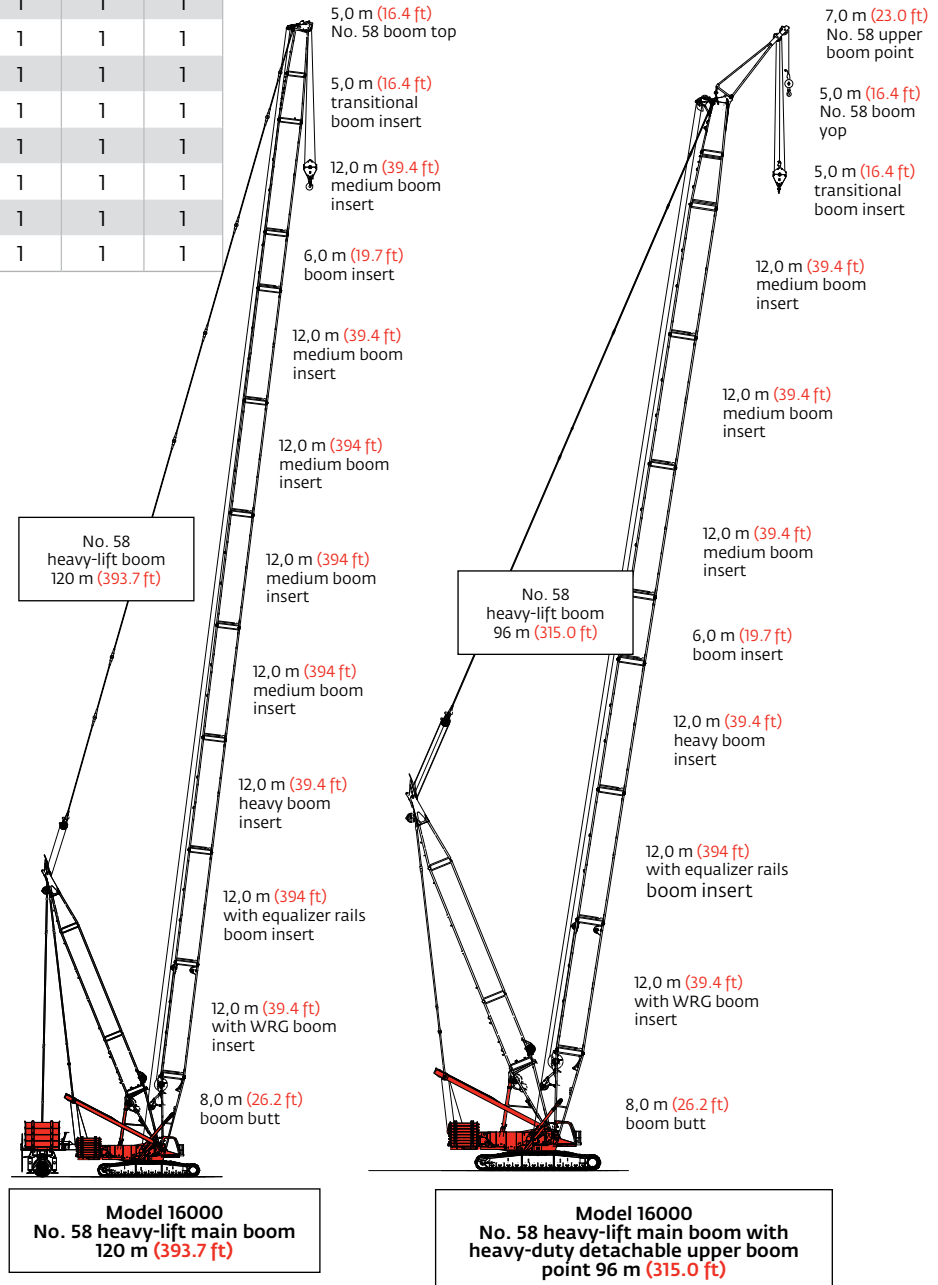 1 1 1
1 1 1
1 1 1
1 1 1
1 1 1
1 1 1
1 1 1
1 1 1
5,0 m (16.4 ft)
No. 58 boom top
5,0 m (16.4 ft)
transitional
boom insert
12,0 m (39.4 ft)
medium boom
insert
6,0 m (19.7 ft)
boom insert
12,0 m (39.4 ft)
medium boom
insert
12,0 m (394 ft)
medium boom
insert
12,0 m (394 ft)
medium boom
insert
12,0 m (394 ft)
medium boom
insert
12,0 m (39.4 ft)
heavy boom
insert
12,0 m (394 ft)
with equalizer rails
boom insert
12,0 m (39.4 ft)
with WRG boom
insert
8,0 m (26.2 ft)
boom butt
No. 58
heavy-lift boom
120 m (393.7 ft)
Model 16000
No. 58 heavy-lift main boom
120 m (393.7 ft)
7,0 m (23.0 ft)
No. 58 upper
boom point
5,0 m (16.4 ft)
No. 58 boom
yop
5,0 m (16.4 ft)
transitional
boom insert
12,0 m (39.4 ft)
medium boom
insert
12,0 m (39.4 ft)
medium boom
insert
12,0 m (39.4 ft)
medium boom
insert
6,0 m (19.7 ft)
boom insert
12,0 m (39.4 ft)
heavy boom
insert
12,0 m (394 ft)
with equalizer rails
boom insert
12,0 m (39.4 ft)
with WRG boom
insert
8,0 m (26.2 ft)
boom butt
No. 58
heavy-lift boom
96 m (315.0 ft)
Model 16000
No. 58 heavy-lift main boom with
heavy-duty detachable upper boom
point 96 m (315.0 ft)